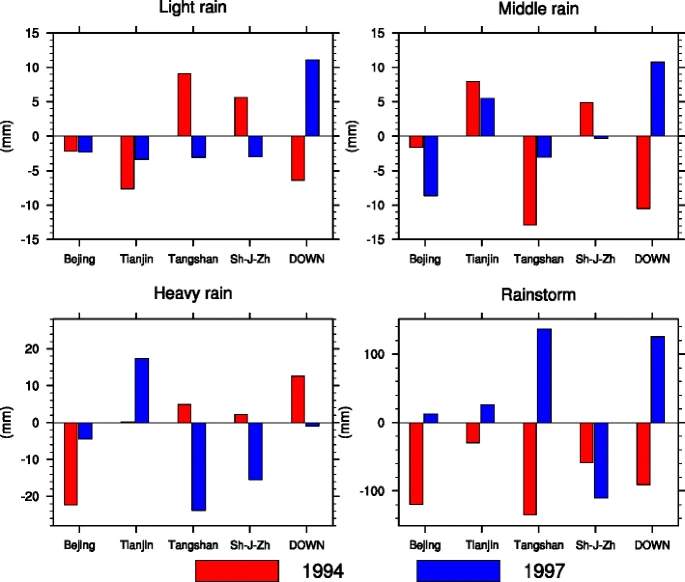 Light rain
Middle rain
15
10
5
0
-5
-10
-15
(mm)
Bejing Tianjin Tangshan Sh-J-Zh DOWN
15
10
5
0
-5
-10
-15
(mm)
Bejing Tianjin Tangshan Sh-J-Zh DOWN
Heavy rain
Rainstorm
20
10
0
-10
-20
(mm)
Bejing Tianjin Tangshan Sh-J-Zh DOWN
100
0
-100
(mm)
Bejing Tianjin Tangshan Sh-J-Zh DOWN
1994 1997